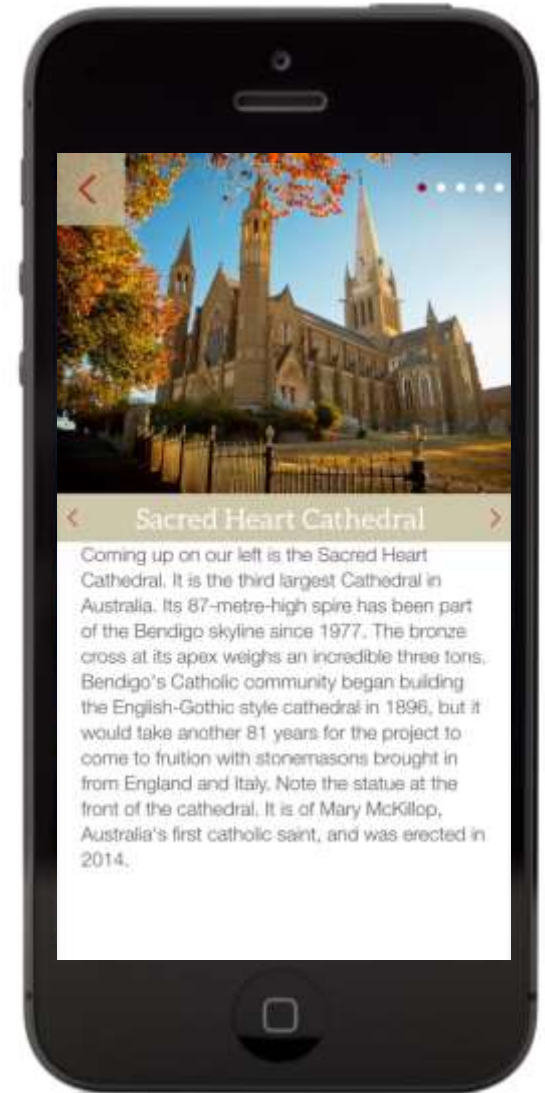 Sacred Heart Cathedral
Coming up on our left is the Sacred Heart
Cathedral. It is the third largest Cathedral in
Australia. Its 87-metre-high spire has been part
of the Bendigo skyline since 1977. The bronze
cross at its apex weighs an incredible three tons.
Bendigo's Catholic community began building
the English-Gothic style cathedral in 1896, but it
would take another 81 years for the project to
come to fruition with stonemasons brought in
from England and Italy. Note the statue at the
front of the cathedral. It is of Mary McKillop,
Australia's first catholic saint, and was erected in
2014.